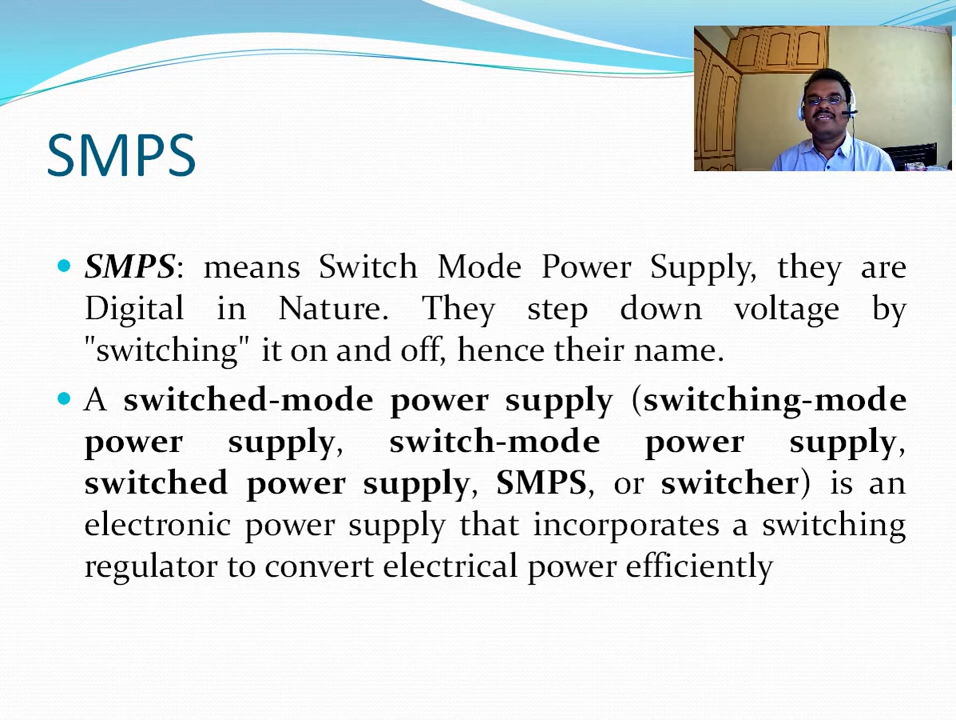 SMPS
SMPS: means Switch Mode Power Supply, they are
Digital in Nature. They step down voltage by
"switching" it on and off, hence their name.
A switched-mode power supply (switching-mode
power supply, switch-mode power supply,
switched power supply, SMPS, or switcher) is an
electronic power supply that incorporates a switching
regulator to convert electrical power efficiently